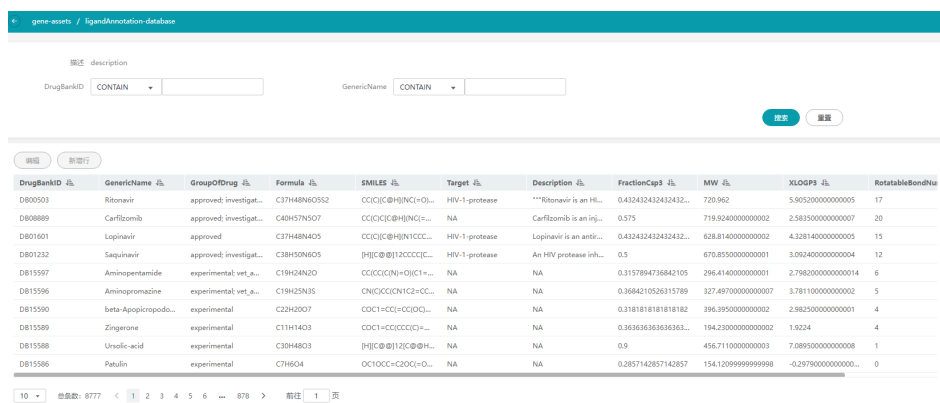 ← gene-assets / ligandAnnotation-database
描述 description
DrugBankID CONTAIN GenericName CONTAIN
搜索 重置
编辑 新增行
DrugBankID GenericName GroupOfDrug Formula SMILES Target Description FractionCsp3 MW XLOGP3 RotatableBondNu
DB00503 Ritonavir approved; investigat... C37H48N6O5S2 CC(C)[C@H](NC(=O)... HIV-1-protease """Ritonavir is an HI... 0.432432432432432... 720.962 5.905200000000005 17
DB08889 Carfilzomib approved; investigat... C40H57N5O7 CC(C)C[C@H](NC(=... NA Carfilzomib is an inj... 0.575 719.9240000000002 2.583500000000007 20
DB01601 Lopinavir approved C37H48N4O5 CC(C)[C@H](N1CCC... HIV-1-protease Lopinavir is an antir... 0.432432432432432... 628.8140000000002 4.328140000000005 15
DB01232 Saquinavir approved; investigat... C38H50N6O5 [H][C@@]12CCCC[C... HIV-1-protease An HIV protease inh... 0.5 670.8550000000001 3.092400000000004 12
DB15597 Aminopentamide experimental; vet_a... C19H24N2O CC(CC(C(N)=O)(C1=... NA NA 0.3157894736842105 296.4140000000001 2.7982000000000014 6
DB15596 Aminopromazine experimental; vet_a... C19H25N3S CN(C)CC(CN1C2=CC... NA NA 0.3684210526315789 327.49700000000007 3.781100000000002 5
DB15590 beta-Apopicropodo... experimental C22H20O7 COC1=CC(=CC(OC)... NA NA 0.3181818181818182 396.3950000000002 2.982500000000001 4
DB15589 Zingerone experimental C11H14O3 COC1=CC(CCC(C)=... NA NA 0.363636363636363... 194.23000000000002 1.9224 4
DB15588 Ursolic-acid experimental C30H48O3 [H][C@@]12[C@@H... NA NA 0.9 456.7110000000003 7.089500000000008 1
DB15586 Patulin experimental C7H6O4 OC1OCC=C2OC(=O... NA NA 0.2857142857142857 154.12099999999998 -0.29790000000000... 0
10 总条数: 8777 < 1 2 3 4 5 6 ... 878 > 前往 1 页